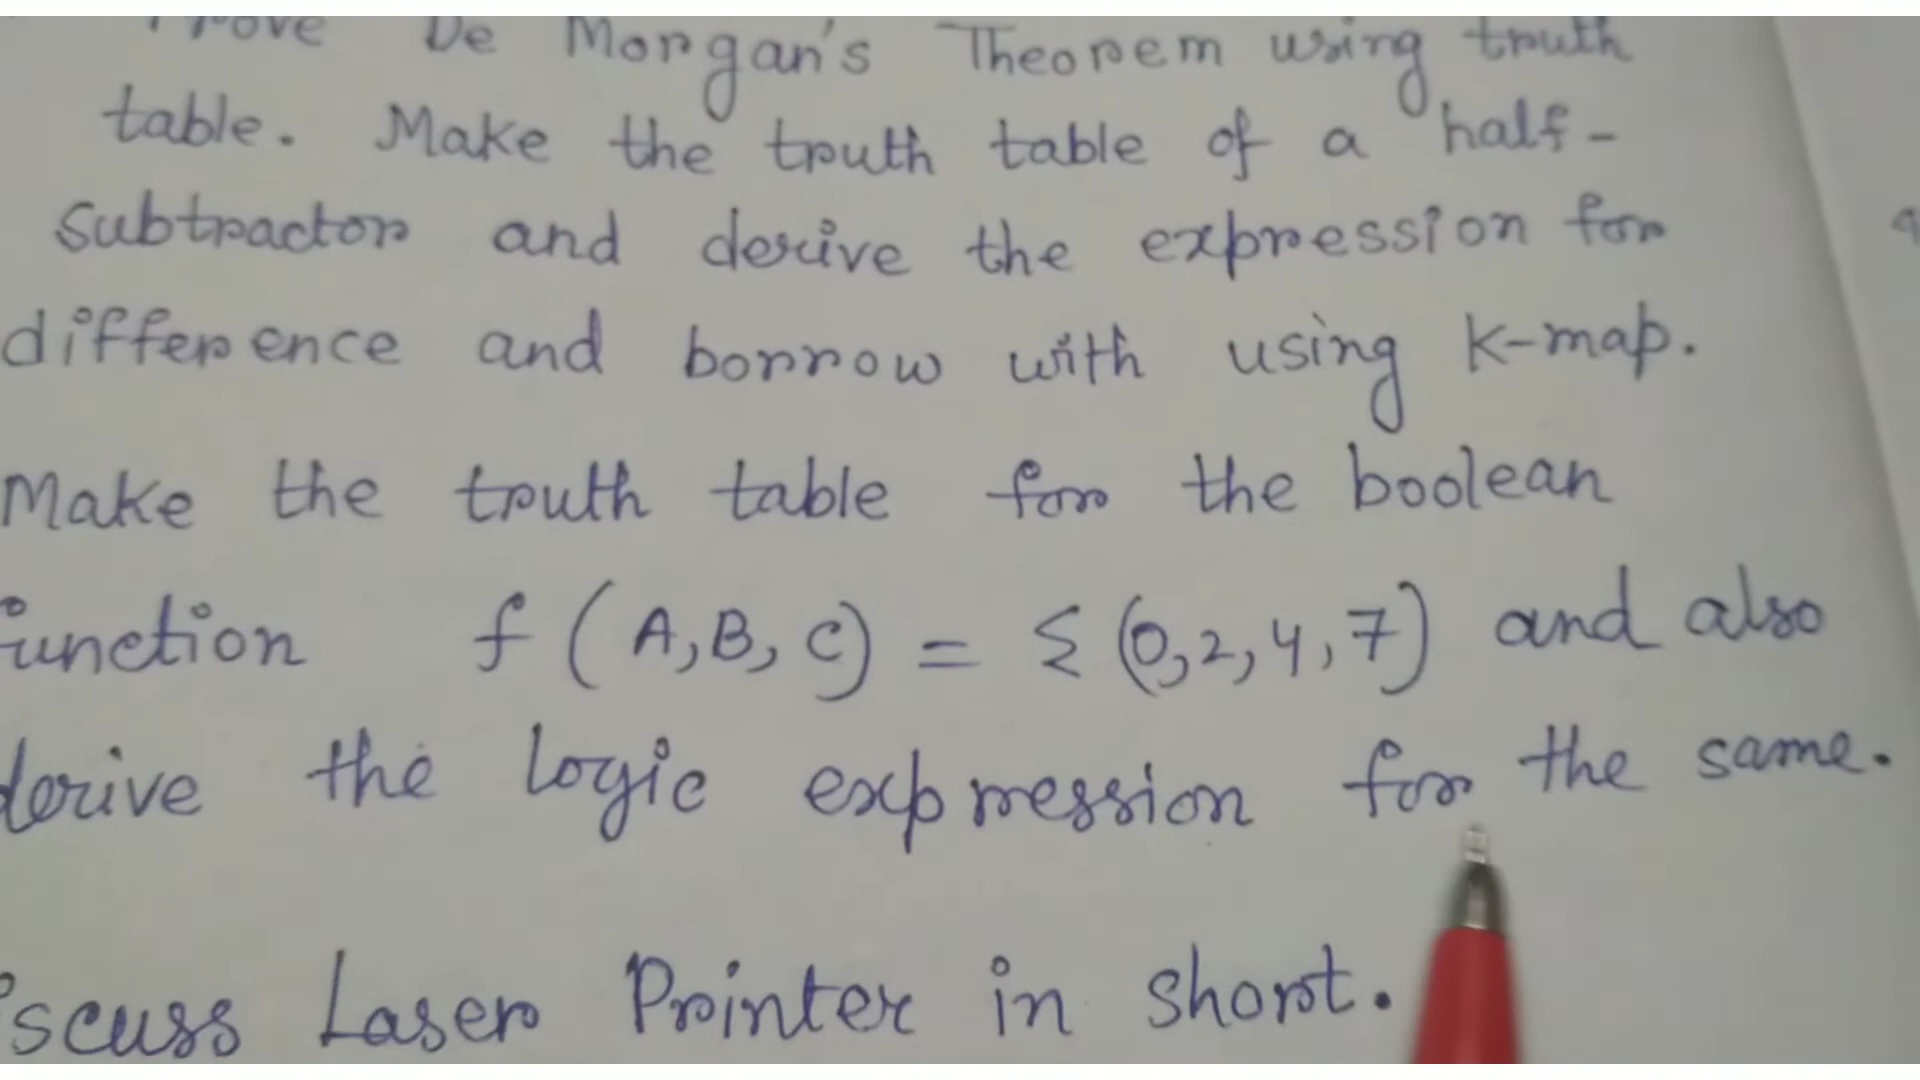 Prove De Morgan's Theorem using truth
table. Make the truth table of a half-
subtractor and derive the expression for
difference and borrow with using K-map.
Make the truth table for the boolean
function f (A,B,C) = Σ (0,2,4,7) and also
derive the logic expression for the same.
iscuss Laser Printer in short.